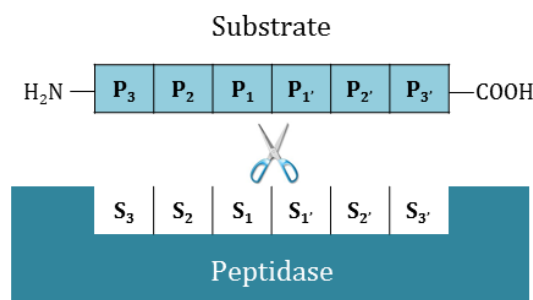 Substrate
H₂N P₃ P₂ P₁ P₁′ P₂′ P₃′ COOH
S₃ S₂ S₁ S₁′ S₂′ S₃′
Peptidase